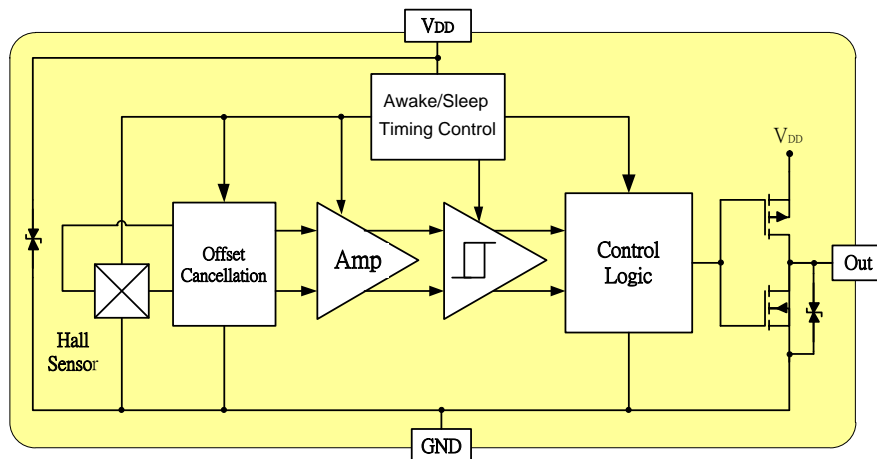 VDD
Awake/Sleep
Timing Control
VDD
Offset
Cancellation
Amp
Control
Logic
Out
Hall
Sensor
GND